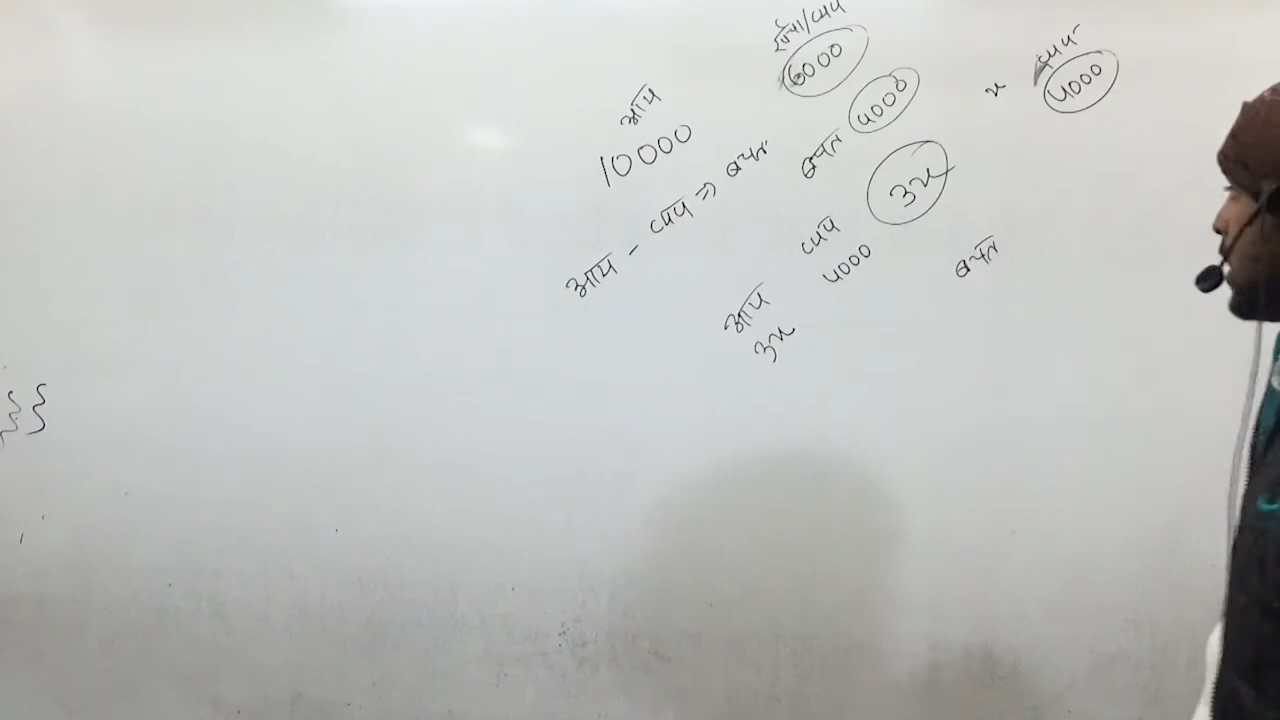 खर्चा/व्यय
6000
आय
10000
बचत 4000
x
व्यय
4000
आय - व्यय => बचत
3x
आय व्यय बचत
3x 4000